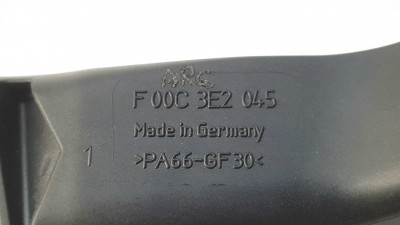 F 00C 3E2 045
Made in Germany
1 >PA66-GF30<